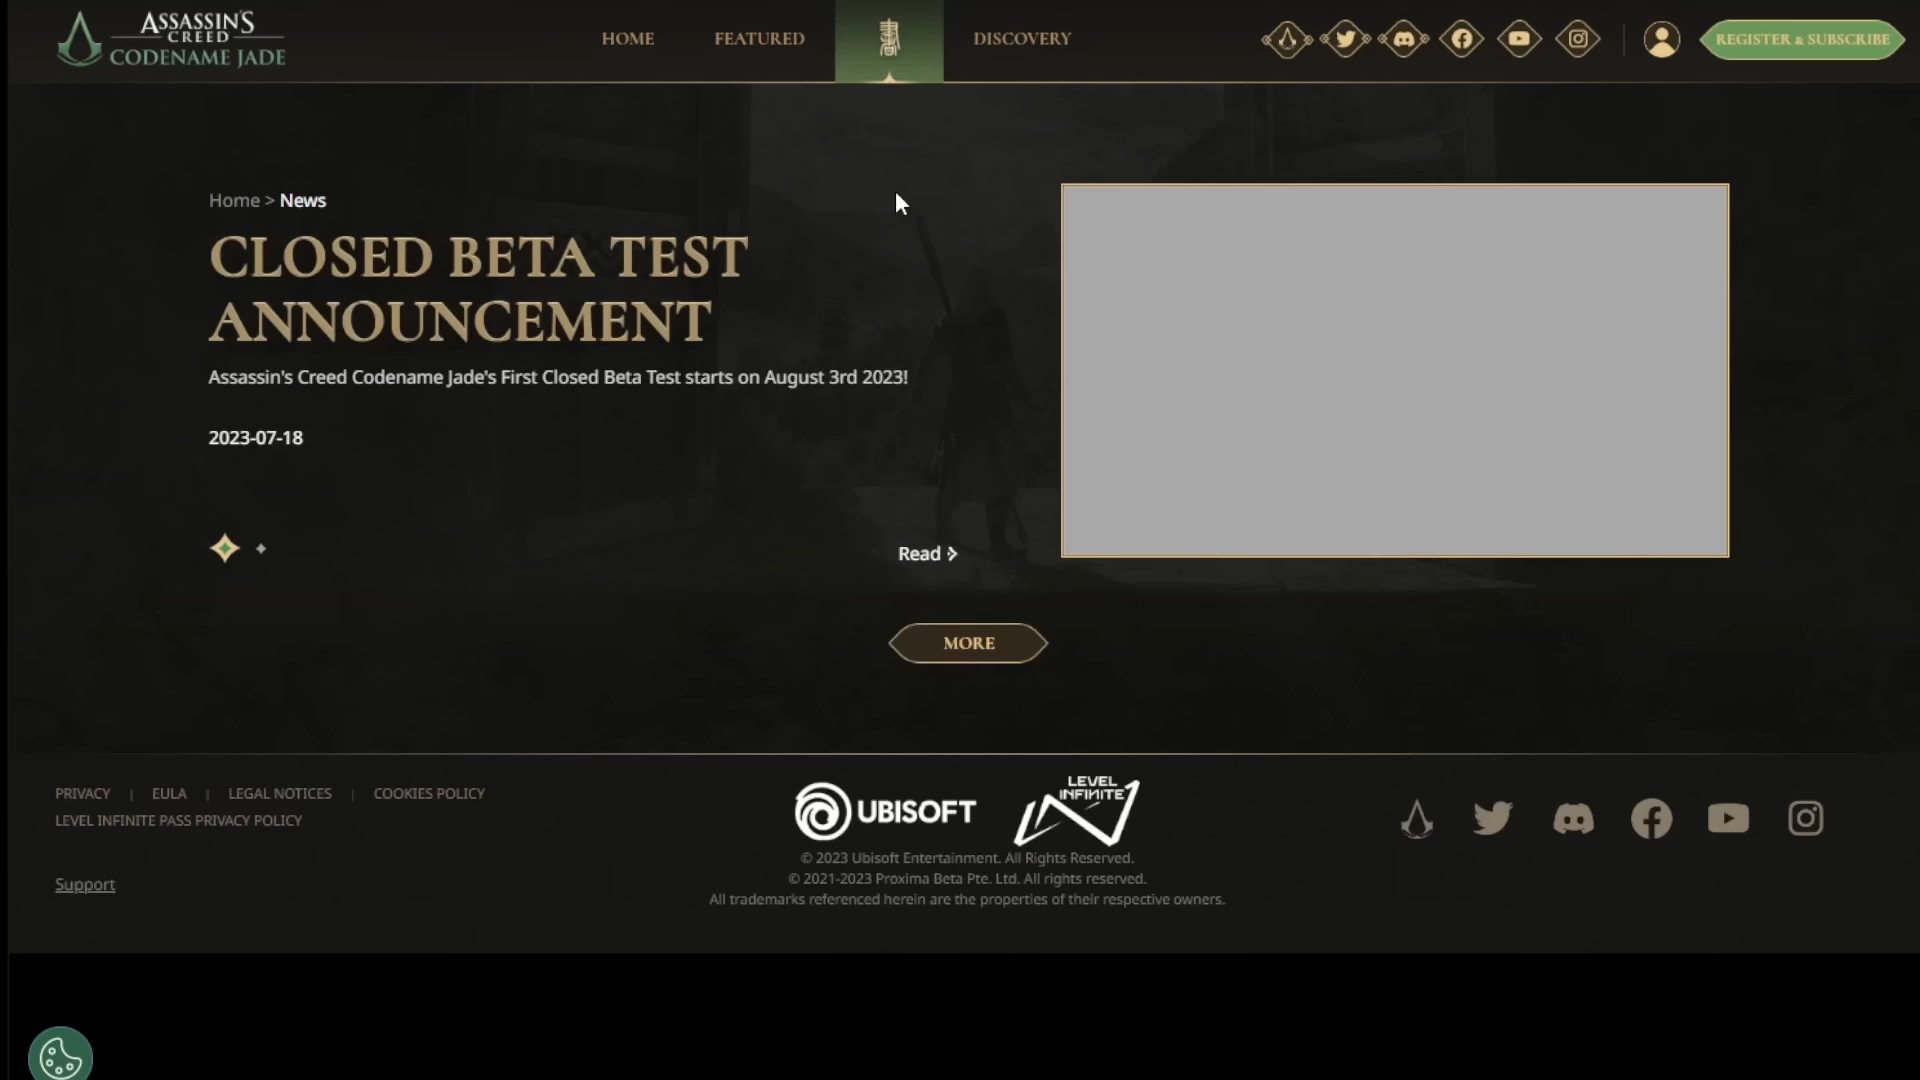 ASSASSIN'S
CREED
CODENAME JADE
HOME
FEATURED
DISCOVERY
REGISTER & SUBSCRIBE
Home > News
CLOSED BETA TEST
ANNOUNCEMENT
Assassin's Creed Codename Jade's First Closed Beta Test starts on August 3rd 2023!
2023-07-18
Read >
MORE
PRIVACY | EULA | LEGAL NOTICES | COOKIES POLICY
LEVEL INFINITE PASS PRIVACY POLICY
Support
UBISOFT
LEVEL
INFINITE
© 2023 Ubisoft Entertainment. All Rights Reserved.
© 2021-2023 Proxima Beta Pte. Ltd. All rights reserved.
All trademarks referenced herein are the properties of their respective owners.